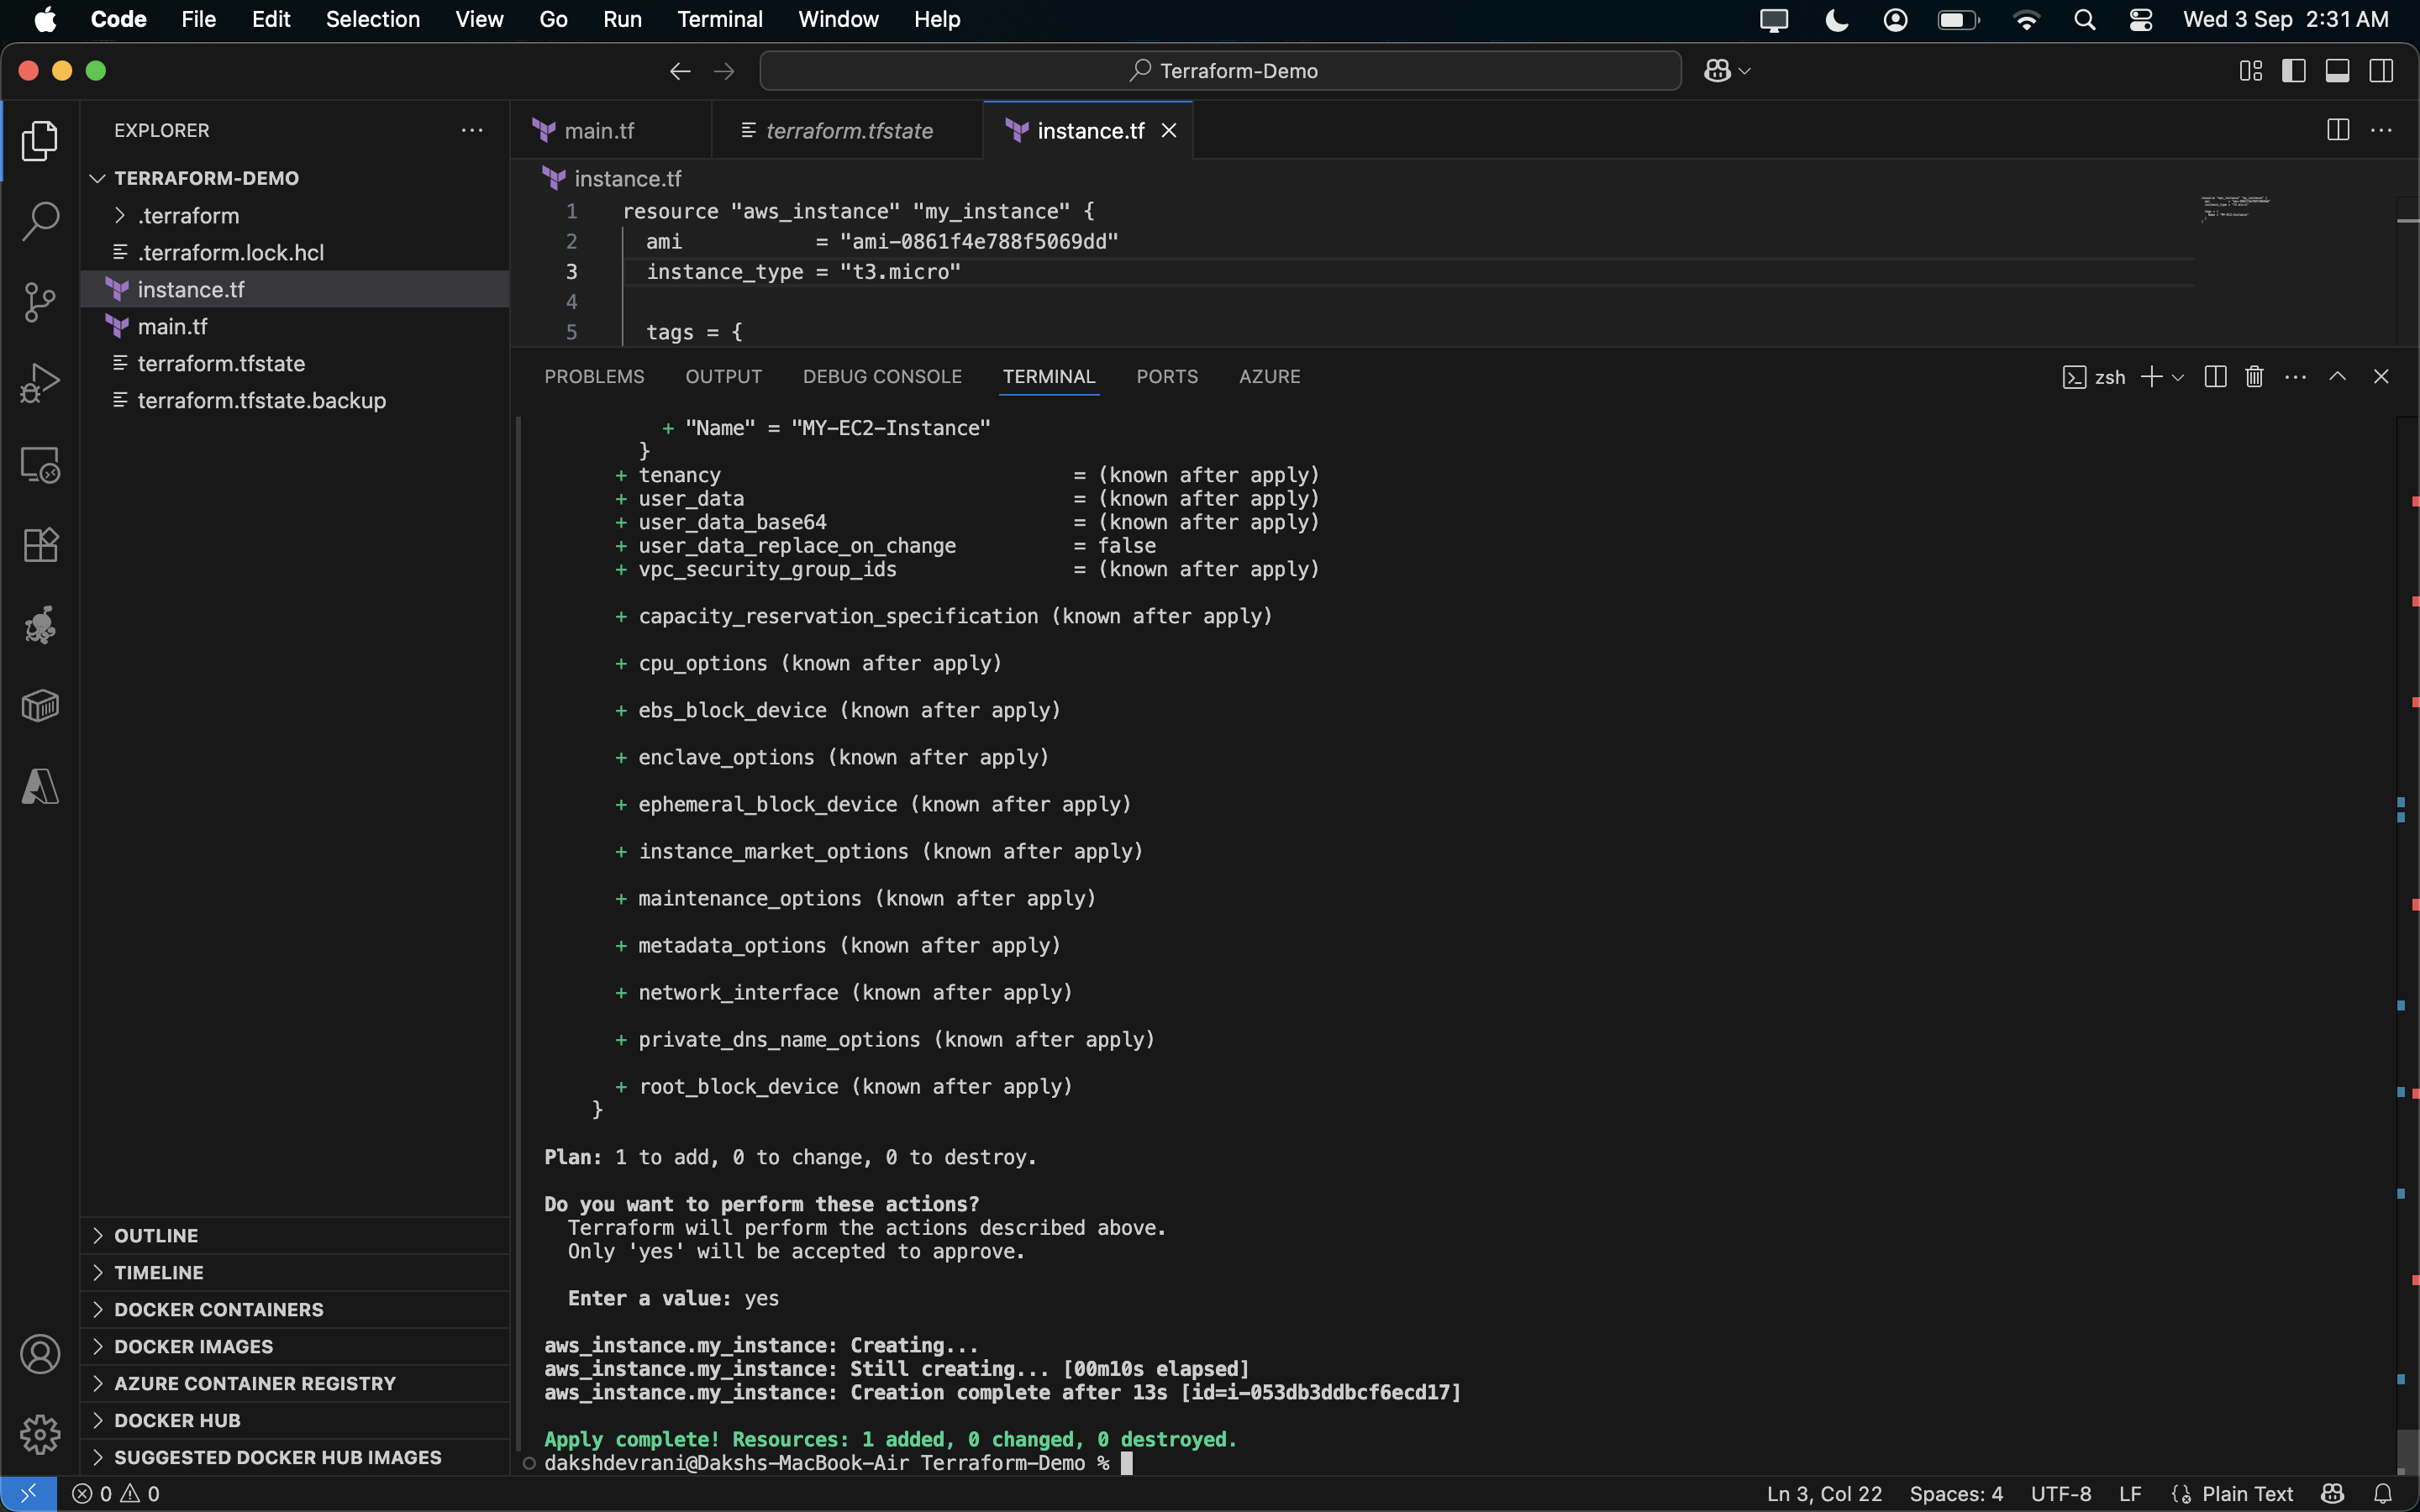 Code File Edit Selection View Go Run Terminal Window Help Wed 3 Sep 2:31 AM
Terraform-Demo
EXPLORER
TERRAFORM-DEMO
.terraform
.terraform.lock.hcl
instance.tf
main.tf
terraform.tfstate
terraform.tfstate.backup
OUTLINE
TIMELINE
DOCKER CONTAINERS
DOCKER IMAGES
AZURE CONTAINER REGISTRY
DOCKER HUB
SUGGESTED DOCKER HUB IMAGES
main.tf terraform.tfstate instance.tf
instance.tf
1 resource "aws_instance" "my_instance" {
2 ami = "ami-0861f4e788f5069dd"
3 instance_type = "t3.micro"
4
5 tags = {
PROBLEMS OUTPUT DEBUG CONSOLE TERMINAL PORTS AZURE zsh
+ "Name" = "MY-EC2-Instance"
}
+ tenancy = (known after apply)
+ user_data = (known after apply)
+ user_data_base64 = (known after apply)
+ user_data_replace_on_change = false
+ vpc_security_group_ids = (known after apply)
+ capacity_reservation_specification (known after apply)
+ cpu_options (known after apply)
+ ebs_block_device (known after apply)
+ enclave_options (known after apply)
+ ephemeral_block_device (known after apply)
+ instance_market_options (known after apply)
+ maintenance_options (known after apply)
+ metadata_options (known after apply)
+ network_interface (known after apply)
+ private_dns_name_options (known after apply)
+ root_block_device (known after apply)
}
Plan: 1 to add, 0 to change, 0 to destroy.
Do you want to perform these actions?
Terraform will perform the actions described above.
Only 'yes' will be accepted to approve.
Enter a value: yes
aws_instance.my_instance: Creating...
aws_instance.my_instance: Still creating... [00m10s elapsed]
aws_instance.my_instance: Creation complete after 13s [id=i-053db3ddbcf6ecd17]
Apply complete! Resources: 1 added, 0 changed, 0 destroyed.
dakshdevrani@Dakshs-MacBook-Air Terraform-Demo %
0 0 Ln 3, Col 22 Spaces: 4 UTF-8 LF Plain Text